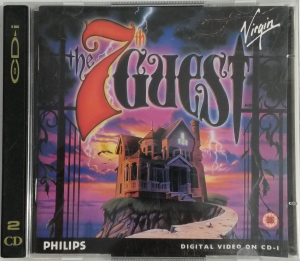 CD-i
Virgin
the 7th GUEST
2
CD
PHILIPS
DIGITAL VIDEO ON CD-I